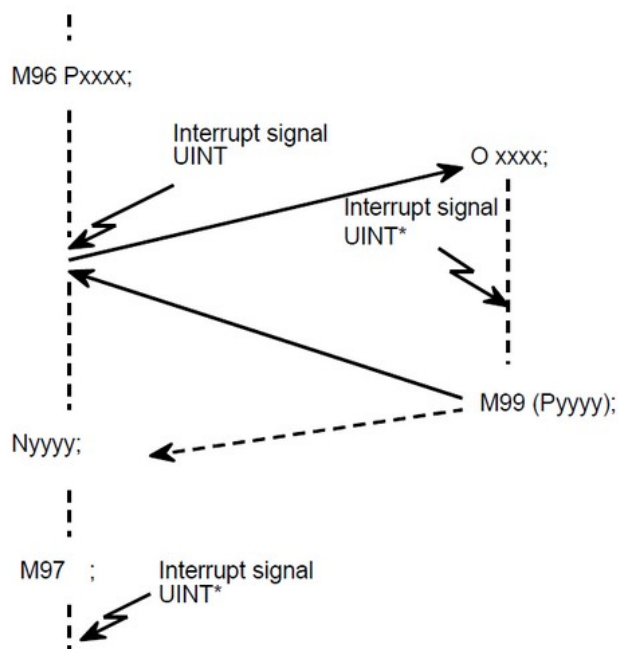 M96 Pxxxx;
Interrupt signal
UINT
O xxxx;
Interrupt signal
UINT*
M99 (Pyyyy);
Nyyyy;
M97 ;
Interrupt signal
UINT*